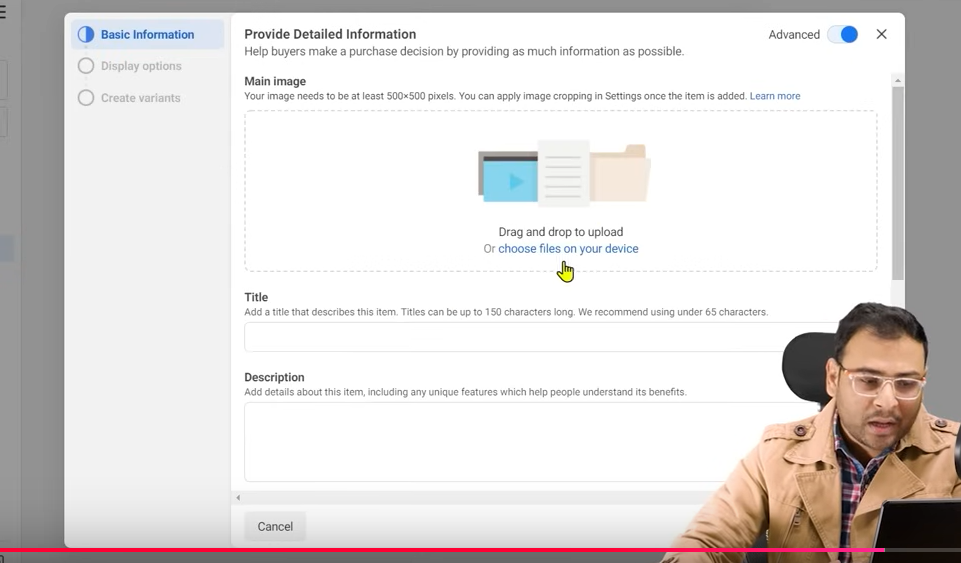 Basic Information
Display options
Create variants
Provide Detailed Information
Help buyers make a purchase decision by providing as much information as possible.
Advanced
Main image
Your image needs to be at least 500×500 pixels. You can apply image cropping in Settings once the item is added. Learn more
Drag and drop to upload
Or choose files on your device
Title
Add a title that describes this item. Titles can be up to 150 characters long. We recommend using under 65 characters.
Description
Add details about this item, including any unique features which help people understand its benefits.
Cancel